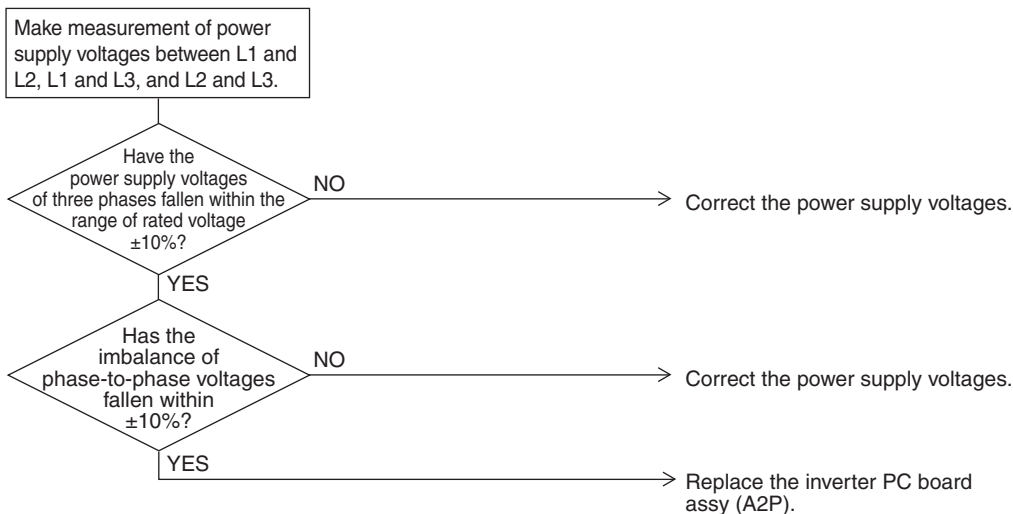 Make measurement of power
supply voltages between L1 and
L2, L1 and L3, and L2 and L3.
Have the
power supply voltages
of three phases fallen within the
range of rated voltage
±10%?
NO
Correct the power supply voltages.
YES
Has the
imbalance of
phase-to-phase voltages
fallen within
±10%?
NO
Correct the power supply voltages.
YES
Replace the inverter PC board
assy (A2P).